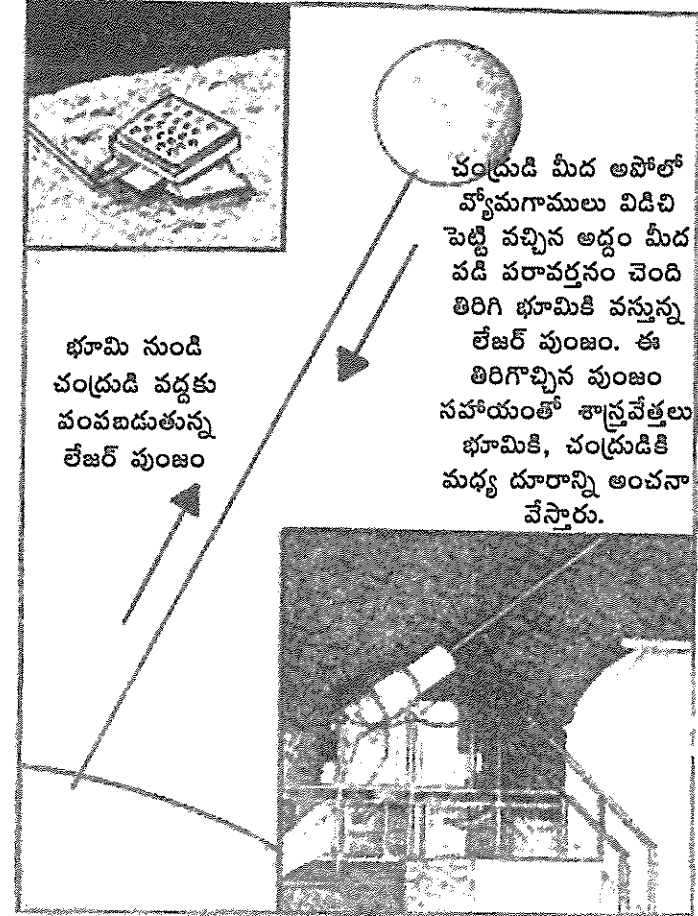 చంద్రుడి మీద అపోలో
వ్యోమగాములు విడిచి
పెట్టి వచ్చిన అద్దం మీద
పడి పరావర్తనం చెంది
తిరిగి భూమికి వస్తున్న
లేజర్ పుంజం. ఈ
తిరిగొచ్చిన పుంజం
సహాయంతో శాస్త్రవేత్తలు
భూమికి, చంద్రుడికి
మధ్య దూరాన్ని అంచనా
వేస్తారు.
భూమి నుండి
చంద్రుడి వద్దకు
పంపబడుతున్న
లేజర్ పుంజం